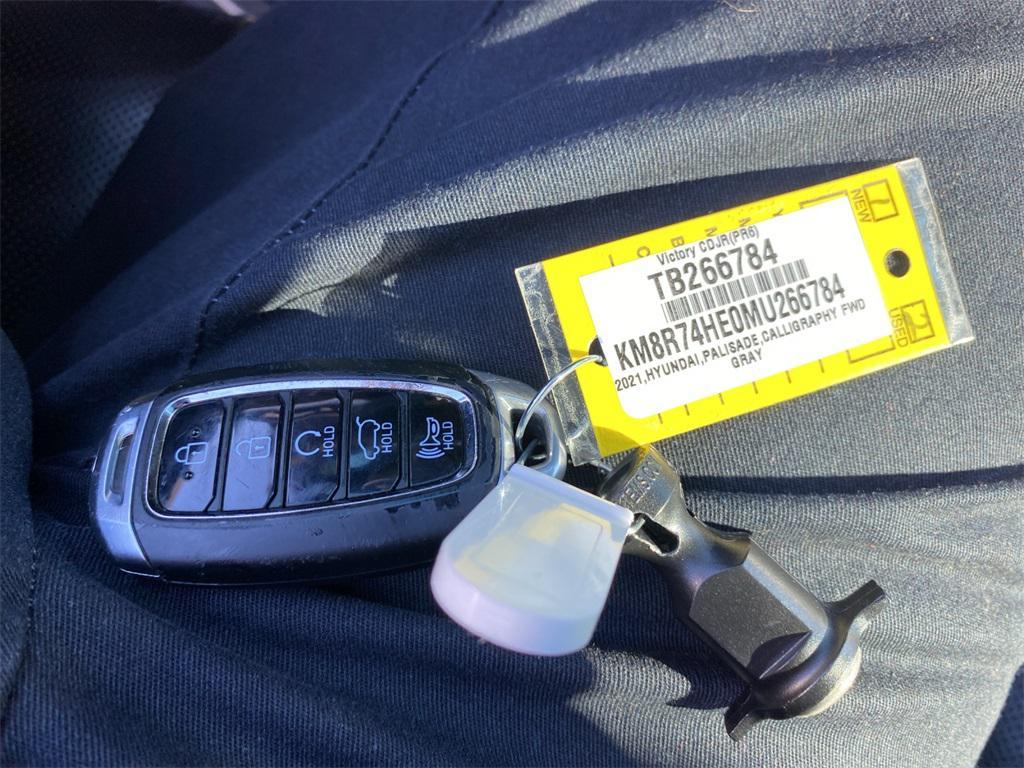 Victory CDJR(PR6)
TB266784
KM8R74HE0MU266784
2021,HYUNDAI,PALISADE,CALLIGRAPHY FWD
GRAY
NEW
USED
HOLD
HOLD
HOLD